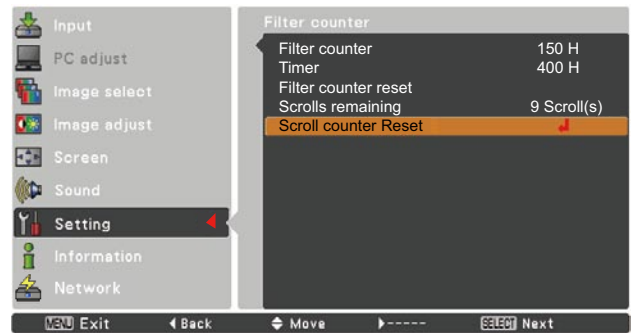 Input
PC adjust
Image select
Image adjust
Screen
Sound
Setting
Information
Network
Filter counter
Filter counter 150 H
Timer 400 H
Filter counter reset
Scrolls remaining 9 Scroll(s)
Scroll counter Reset
MENU Exit Back Move ----- SELECT Next